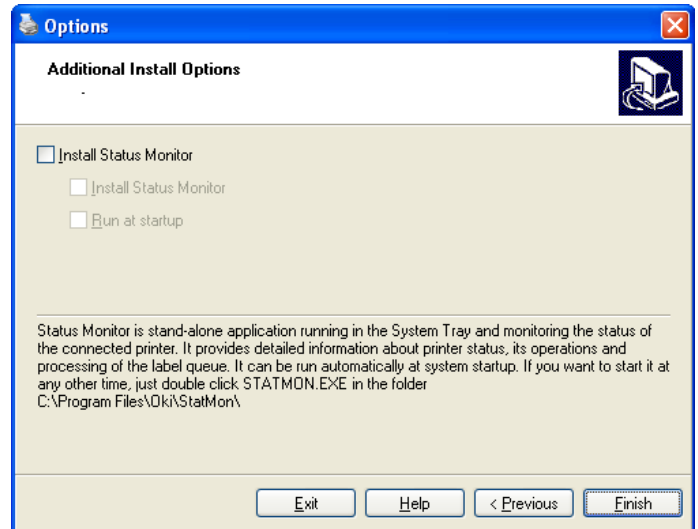 Options
Additional Install Options
.
Install Status Monitor
Install Status Monitor
Run at startup
Status Monitor is stand-alone application running in the System Tray and monitoring the status of
the connected printer. It provides detailed information about printer status, its operations and
processing of the label queue. It can be run automatically at system startup. If you want to start it at
any other time, just double click STATMON.EXE in the folder
C:\Program Files\Oki\StatMon\
Exit Help < Previous Finish